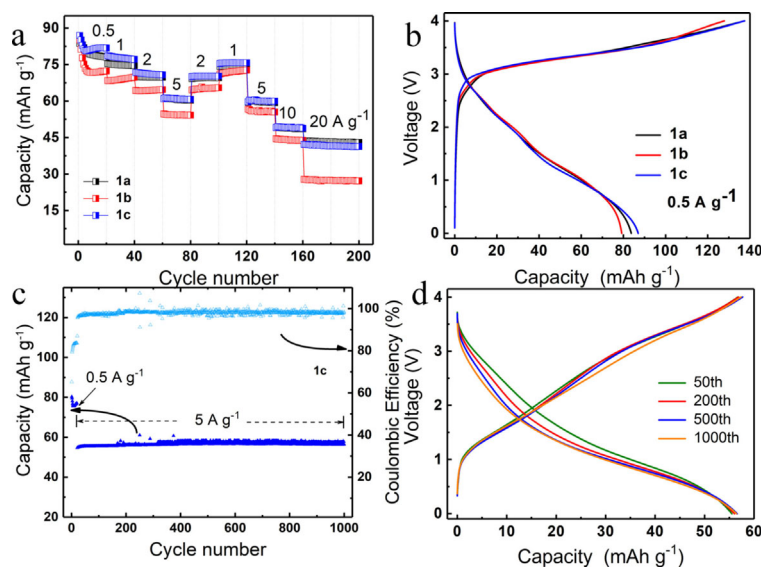 a
Capacity (mAh g⁻¹)
105
90
75
60
45
30
15
0.5
1
2
5
2
1
5
10
20 A g⁻¹
1a
1b
1c
0 40 80 120 160 200
Cycle number
b
Voltage (V)
4
3
2
1
0
1a
1b
1c
0.5 A g⁻¹
0 20 40 60 80 100 120 140
Capacity (mAh g⁻¹)
c
Capacity (mAh g⁻¹)
120
100
80
60
40
20
0.5 A g⁻¹
5 A g⁻¹
1c
100
80
60
40
20
Coulombic Efficiency (%)
0 200 400 600 800 1000
Cycle number
d
Voltage (V)
4
3
2
1
0
50th
200th
500th
1000th
0 10 20 30 40 50 60
Capacity (mAh g⁻¹)